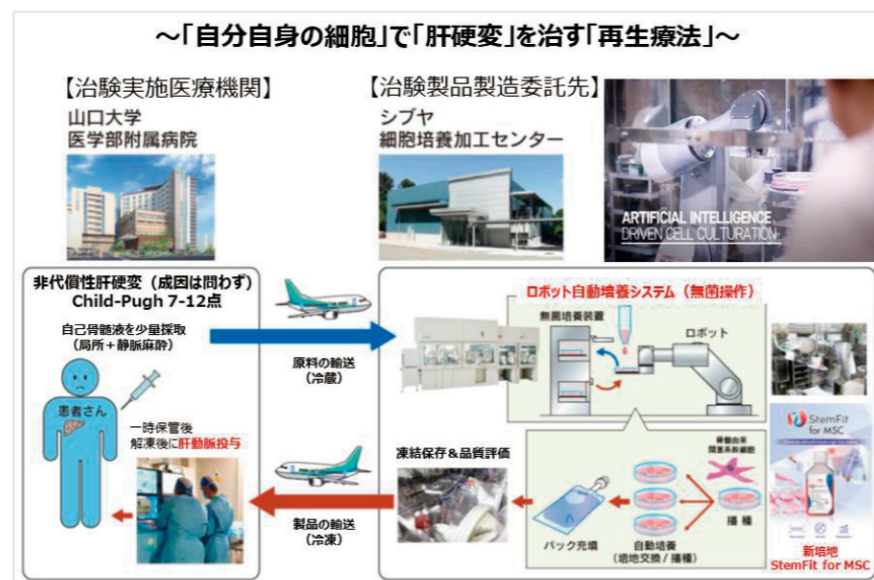 ～「自分自身の細胞」で「肝硬変」を治す「再生療法」～
【治験実施医療機関】
山口大学
医学部附属病院
【治験製品製造委託先】
シブヤ
細胞培養加工センター
ARTIFICIAL INTELLIGENCE
DRIVEN CELL CULTURATION
非代償性肝硬変（成因は問わず）
Child-Pugh 7-12点
自己骨髄液を少量採取
（局所＋静脈麻酔）
患者さん
一時保管後
解凍後に肝動脈投与
原料の輸送
（冷蔵）
製品の輸送
（冷凍）
ロボット自動培養システム（無菌操作）
無菌培養装置
ロボット
凍結保存＆品質評価
バック充填
自動培養
（培地交換 / 播種）
骨髄由来
間葉系幹細胞
播 種
StemFit
for MSC
新培地
StemFit for MSC